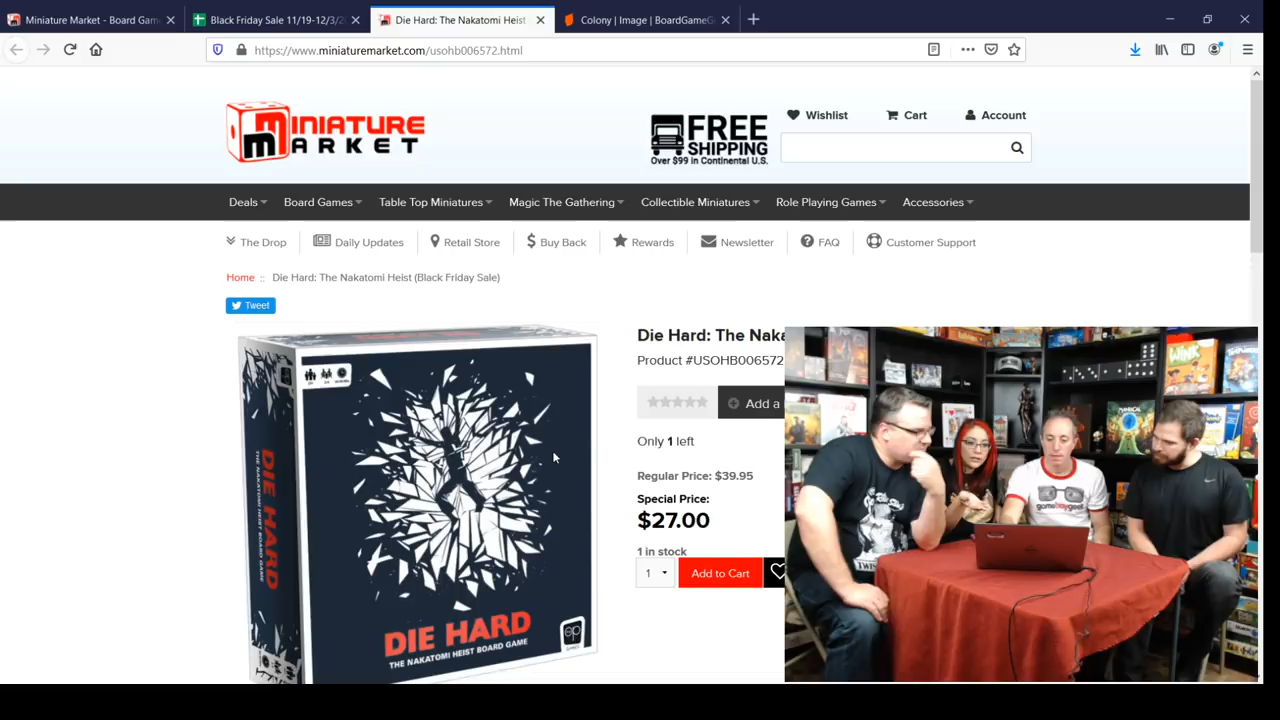 Miniature Market - Board Gam
Black Friday Sale 11/19-12/3/2
Die Hard: The Nakatomi Heist
Colony | Image | BoardGameG
https://www.miniaturemarket.com/usohb006572.html
MINIATURE
MARKET
FREE
SHIPPING
Over $99 in Continental U.S.
Wishlist
Cart
Account
Deals
Board Games
Table Top Miniatures
Magic The Gathering
Collectible Miniatures
Role Playing Games
Accessories
The Drop
Daily Updates
Retail Store
Buy Back
Rewards
Newsletter
FAQ
Customer Support
Home :: Die Hard: The Nakatomi Heist (Black Friday Sale)
Tweet
DIE HARD
THE NAKATOMI HEIST BOARD GAME
DIE HARD
THE NAKATOMI HEIST BOARD GAME
op
GAMES
Die Hard: The Naka
Product #USOHB006572
Add a
Only 1 left
Regular Price: $39.95
Special Price:
$27.00
1 in stock
1
Add to Cart
WINK
gameboygeek